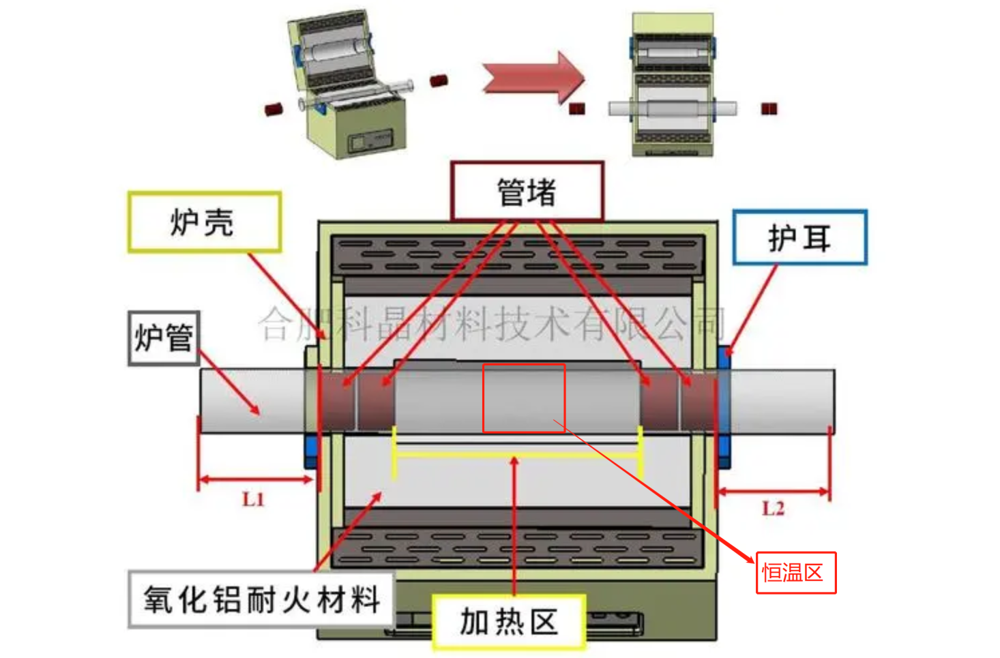 管堵
炉壳
护耳
合肥科晶材料技术有限公司
炉管
L1
L2
恒温区
氧化铝耐火材料
加热区